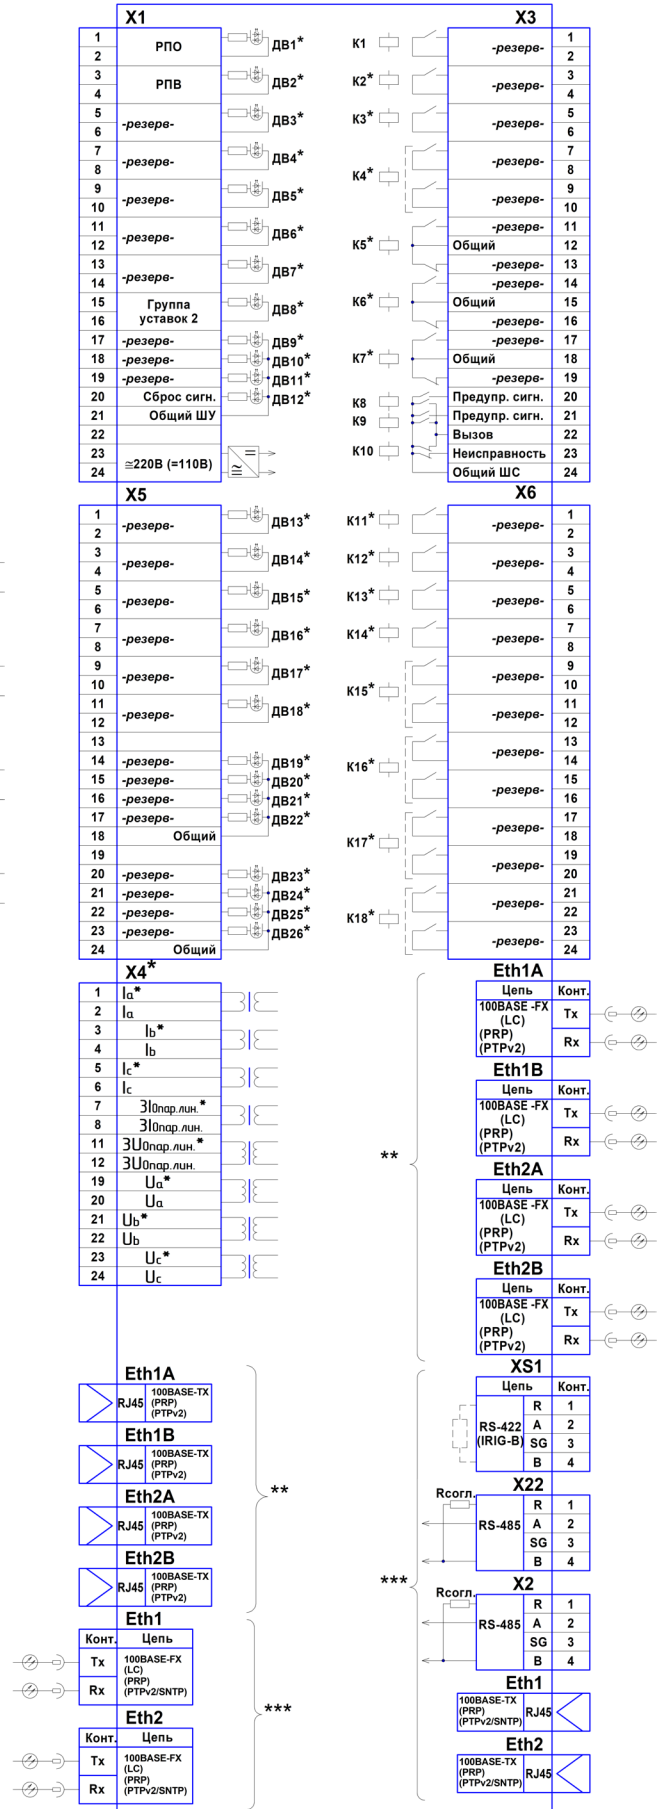 X1
1
РПО
ДВ1*
2
3
РПВ
ДВ2*
4
5
-резерв-
ДВ3*
6
7
-резерв-
ДВ4*
8
9
-резерв-
ДВ5*
10
11
-резерв-
ДВ6*
12
13
-резерв-
ДВ7*
14
15
Группа
уставок 2
ДВ8*
16
17
-резерв-
ДВ9*
18
-резерв-
ДВ10*
19
-резерв-
ДВ11*
20
Сброс сигн.
ДВ12*
21
Общий ШУ
22
23
≅220В (=110В)
=
≅
24
X3
К1
-резерв-
1
2
К2*
-резерв-
3
4
К3*
-резерв-
5
6
К4*
-резерв-
7
8
-резерв-
9
10
К5*
-резерв-
11
Общий
12
-резерв-
13
К6*
-резерв-
14
Общий
15
-резерв-
16
К7*
-резерв-
17
Общий
18
-резерв-
19
К8
Предупр. сигн.
20
К9
Предупр. сигн.
21
Вызов
22
К10
Неисправность
23
Общий ШС
24
X5
1
-резерв-
ДВ13*
2
3
-резерв-
ДВ14*
4
5
-резерв-
ДВ15*
6
7
-резерв-
ДВ16*
8
9
-резерв-
ДВ17*
10
11
-резерв-
ДВ18*
12
13
14
-резерв-
ДВ19*
15
-резерв-
ДВ20*
16
-резерв-
ДВ21*
17
-резерв-
ДВ22*
18
Общий
19
20
-резерв-
ДВ23*
21
-резерв-
ДВ24*
22
-резерв-
ДВ25*
23
-резерв-
ДВ26*
24
Общий
X6
К11*
-резерв-
1
2
К12*
-резерв-
3
4
К13*
-резерв-
5
6
К14*
-резерв-
7
8
К15*
-резерв-
9
10
-резерв-
11
12
К16*
-резерв-
13
14
-резерв-
15
16
К17*
-резерв-
17
18
-резерв-
19
20
К18*
-резерв-
21
22
-резерв-
23
24
X4*
1
Ia*
2
Ia
3
Ib*
4
Ib
5
Ic*
6
Ic
7
3I0пар.лин.*
8
3I0пар.лин.
11
3U0пар.лин.*
12
3U0пар.лин.
19
Ua*
20
Ua
21
Ub*
22
Ub
23
Uc*
24
Uc
**
Eth1A
Цепь
Конт.
100BASE -FX
(LC)
(PRP)
(PTPv2)
Tx
Rx
Eth1B
Цепь
Конт.
100BASE -FX
(LC)
(PRP)
(PTPv2)
Tx
Rx
Eth2A
Цепь
Конт.
100BASE -FX
(LC)
(PRP)
(PTPv2)
Tx
Rx
Eth2B
Цепь
Конт.
100BASE -FX
(LC)
(PRP)
(PTPv2)
Tx
Rx
Eth1A
RJ45
100BASE-TX
(PRP)
(PTPv2)
Eth1B
RJ45
100BASE-TX
(PRP)
(PTPv2)
Eth2A
RJ45
100BASE-TX
(PRP)
(PTPv2)
Eth2B
RJ45
100BASE-TX
(PRP)
(PTPv2)
**
Eth1
Конт.
Цепь
Tx
Rx
100BASE-FX
(LC)
(PRP)
(PTPv2/SNTP)
Eth2
Конт.
Цепь
Tx
Rx
100BASE-FX
(LC)
(PRP)
(PTPv2/SNTP)
***
***
XS1
Цепь
Конт.
RS-422
(IRIG-B)
R
1
A
2
SG
3
B
4
X22
Rсогл.
RS-485
R
1
A
2
SG
3
B
4
X2
Rсогл.
RS-485
R
1
A
2
SG
3
B
4
Eth1
100BASE-TX
(PRP)
(PTPv2/SNTP)
RJ45
Eth2
100BASE-TX
(PRP)
(PTPv2/SNTP)
RJ45